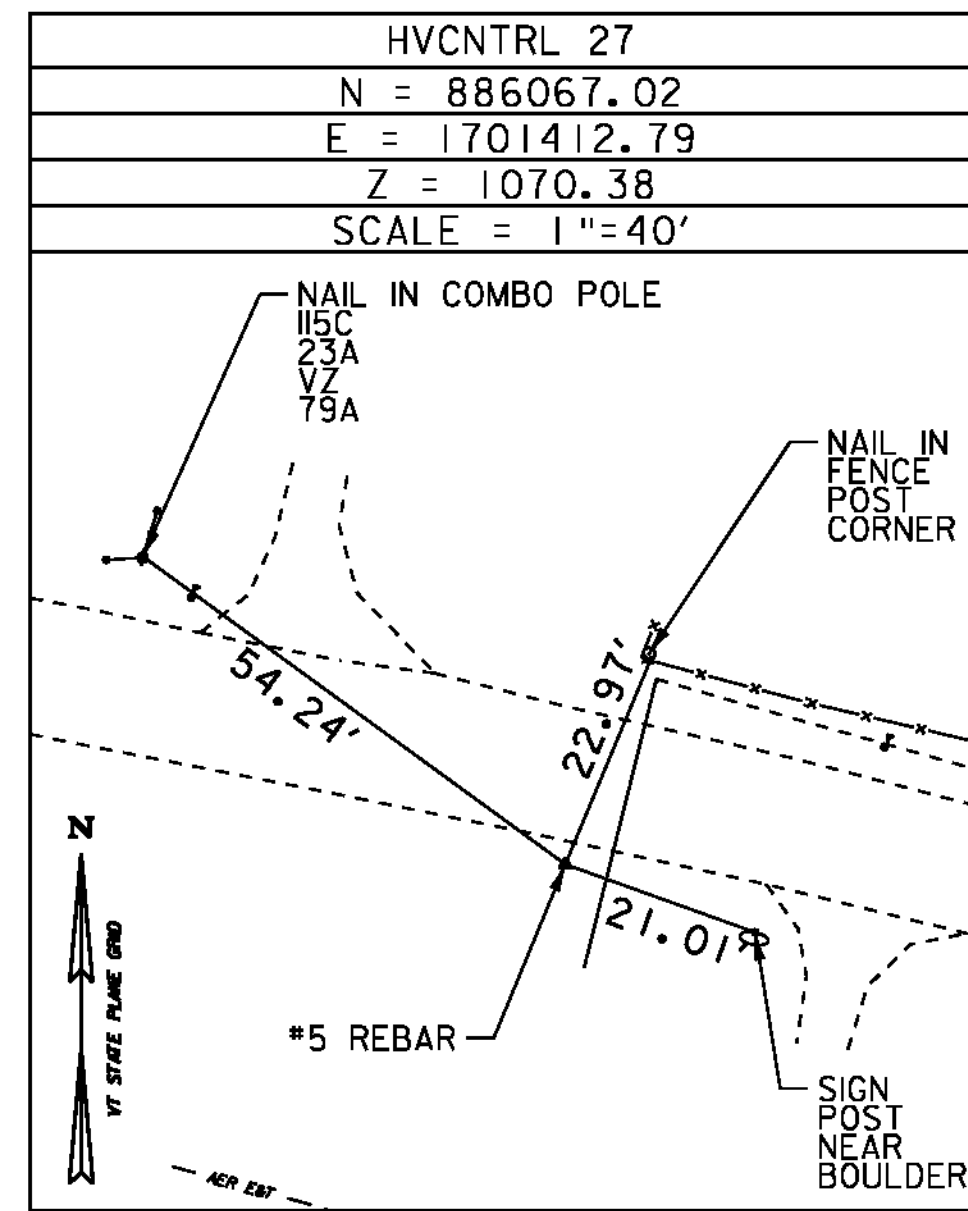 HVCNTRL 27
N = 886067.02
E = 1701412.79
Z = 1070.38
SCALE = 1"=40'
NAIL IN COMBO POLE
115C
23A
VZ
79A
NAIL IN
FENCE
POST
CORNER
54.24'
22.97'
21.01'
N
VT STATE PLANE GRID
#5 REBAR
SIGN
POST
NEAR
BOULDER
AER E&T